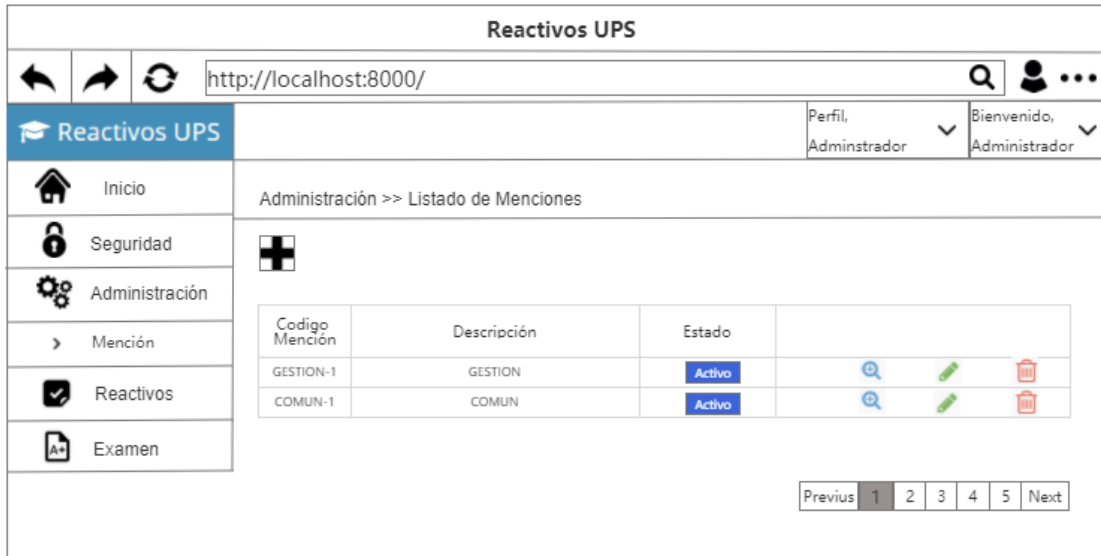 Reactivos UPS
http://localhost:8000/
Reactivos UPS
Perfil,
Adminstrador
Bienvenido,
Administrador
Inicio
Seguridad
Administración
Mención
Reactivos
A+
Examen
Administración >> Listado de Menciones
Codigo
Mención
Descripción
Estado
GESTION-1
GESTION
Activo
COMUN-1
COMUN
Activo
Previus 1 2 3 4 5 Next